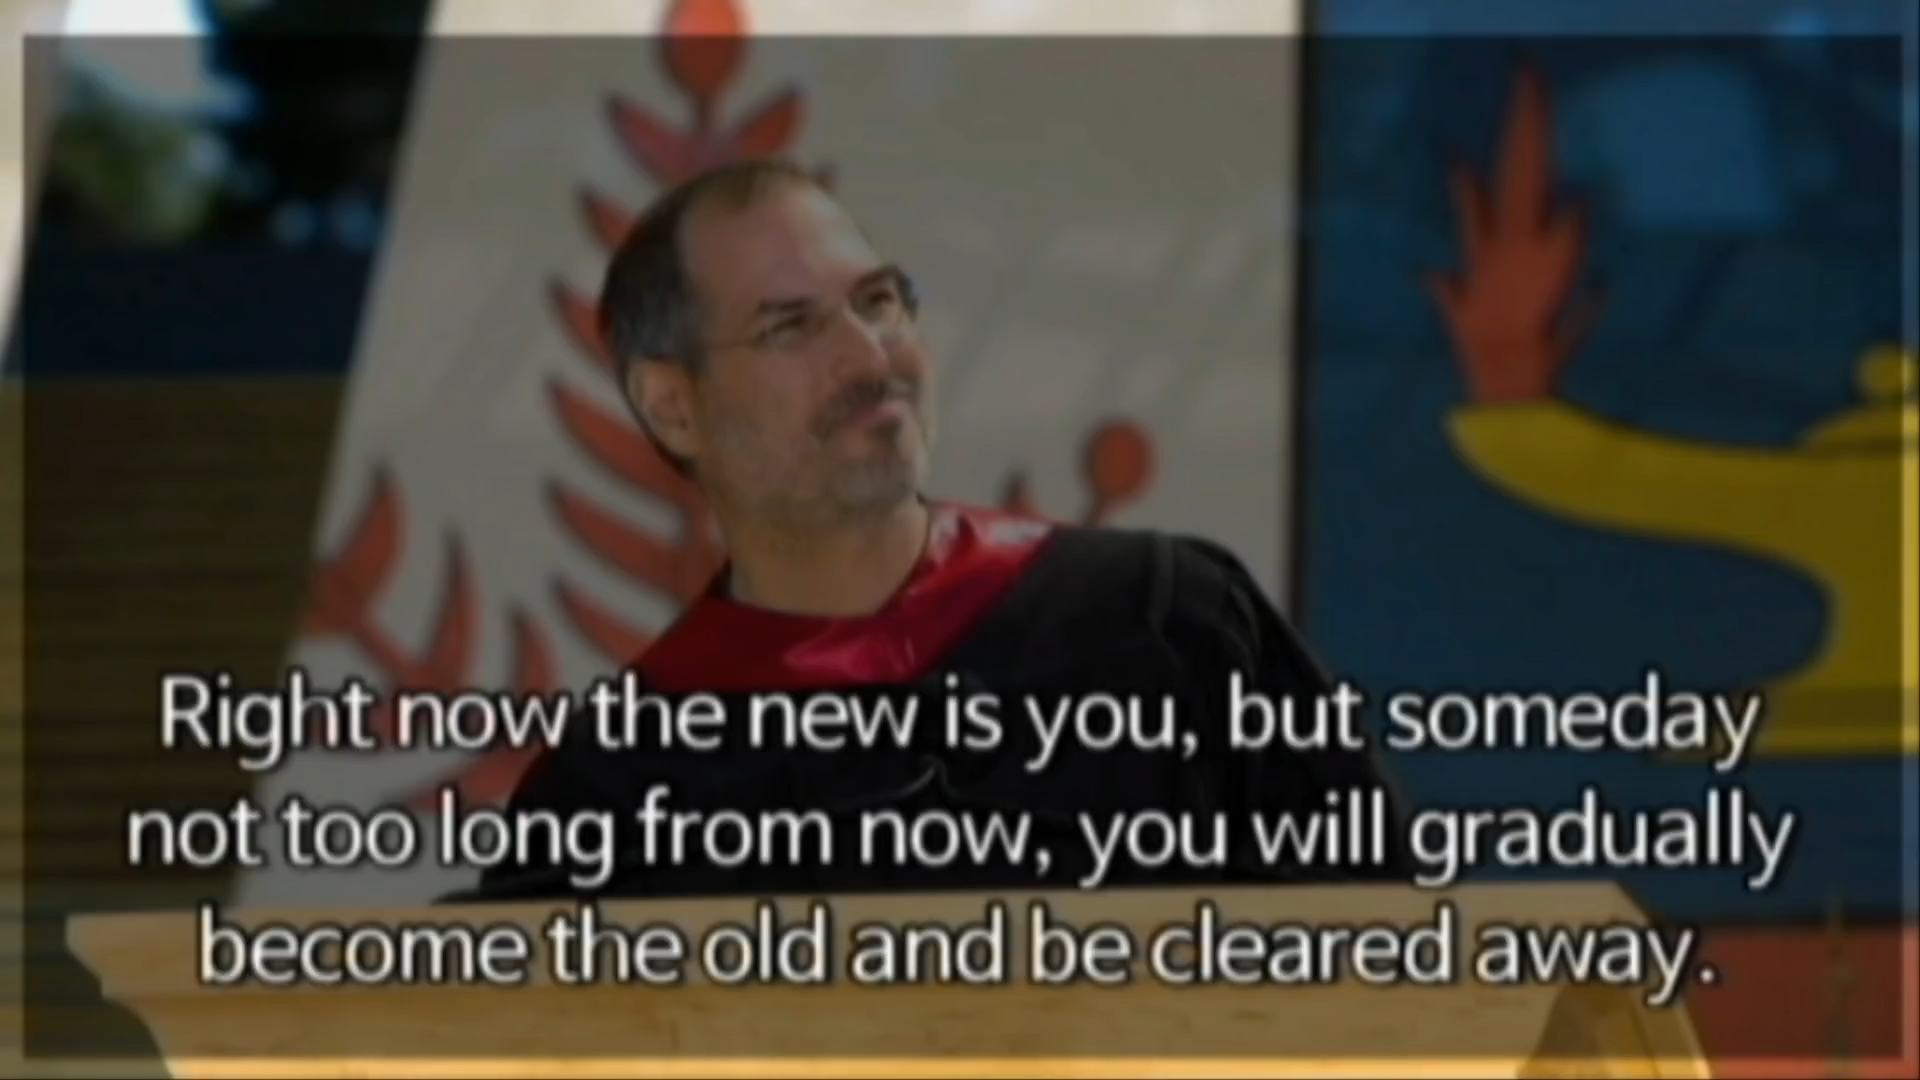 Right now the new is you, but someday
not too long from now, you will gradually
become the old and be cleared away.